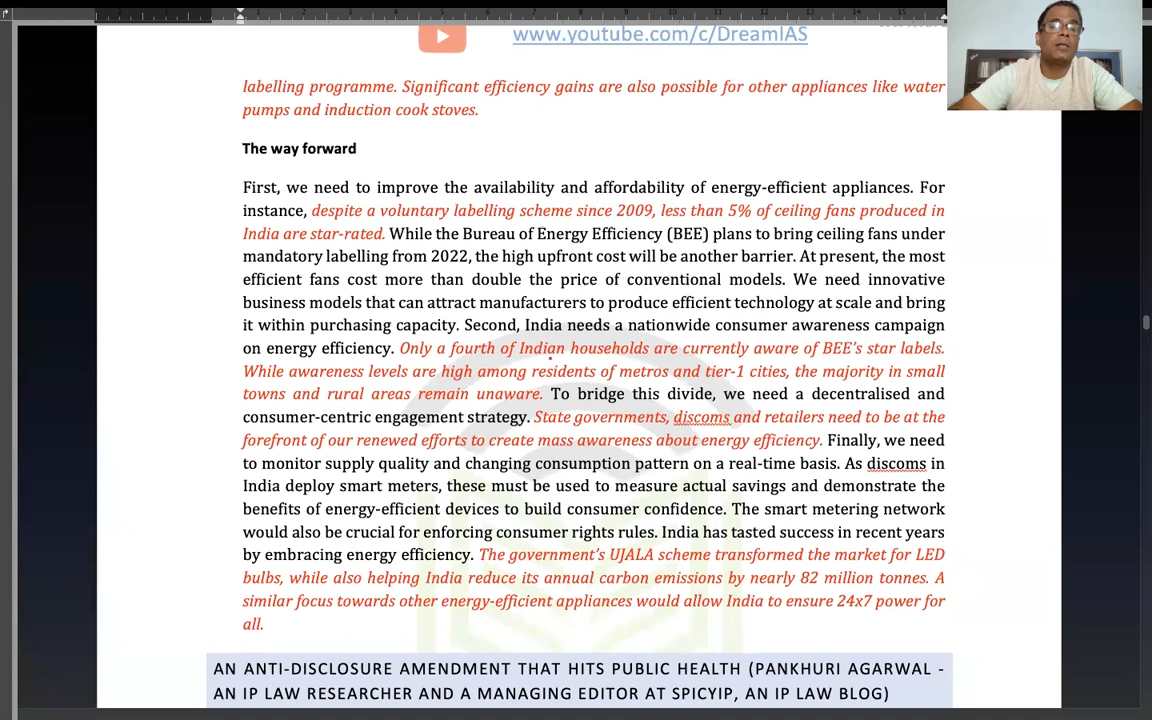 www.youtube.com/c/DreamIAS
labelling programme. Significant efficiency gains are also possible for other appliances like water
pumps and induction cook stoves.
The way forward
First, we need to improve the availability and affordability of energy-efficient appliances. For
instance, despite a voluntary labelling scheme since 2009, less than 5% of ceiling fans produced in
India are star-rated. While the Bureau of Energy Efficiency (BEE) plans to bring ceiling fans under
mandatory labelling from 2022, the high upfront cost will be another barrier. At present, the most
efficient fans cost more than double the price of conventional models. We need innovative
business models that can attract manufacturers to produce efficient technology at scale and bring
it within purchasing capacity. Second, India needs a nationwide consumer awareness campaign
on energy efficiency. Only a fourth of Indian households are currently aware of BEE's star labels.
While awareness levels are high among residents of metros and tier-1 cities, the majority in small
towns and rural areas remain unaware. To bridge this divide, we need a decentralised and
consumer-centric engagement strategy. State governments, discoms and retailers need to be at the
forefront of our renewed efforts to create mass awareness about energy efficiency. Finally, we need
to monitor supply quality and changing consumption pattern on a real-time basis. As discoms in
India deploy smart meters, these must be used to measure actual savings and demonstrate the
benefits of energy-efficient devices to build consumer confidence. The smart metering network
would also be crucial for enforcing consumer rights rules. India has tasted success in recent years
by embracing energy efficiency. The government's UJALA scheme transformed the market for LED
bulbs, while also helping India reduce its annual carbon emissions by nearly 82 million tonnes. A
similar focus towards other energy-efficient appliances would allow India to ensure 24x7 power for
all.
AN ANTI-DISCLOSURE AMENDMENT THAT HITS PUBLIC HEALTH (PANKHURI AGARWAL -
AN IP LAW RESEARCHER AND A MANAGING EDITOR AT SPICYIP, AN IP LAW BLOG)